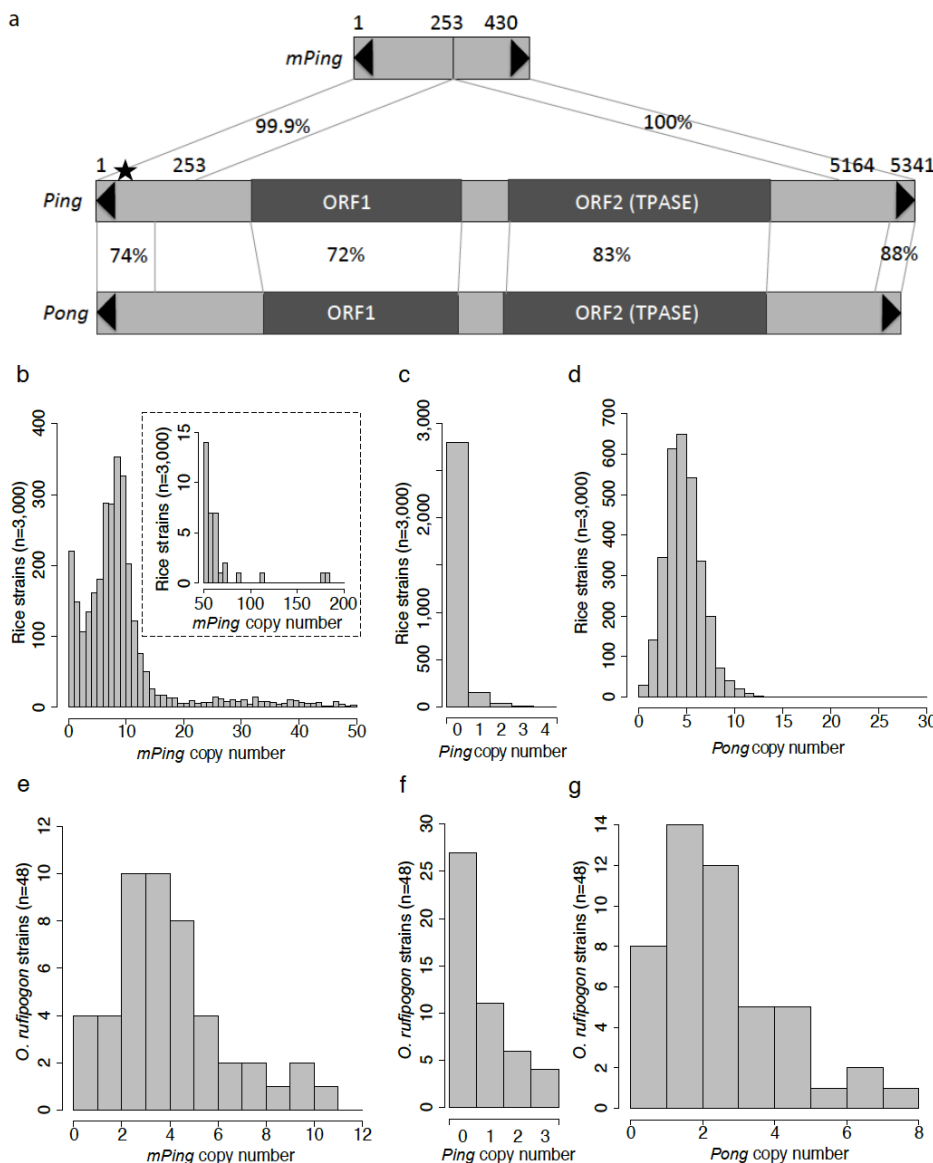 a
1 253 430
mPing
99.9% 100%
1 253 5164 5341
Ping ORF1 ORF2 (TPASE)
74% 72% 83% 88%
Pong ORF1 ORF2 (TPASE)
b
Rice strains (n=3,000)
0 100 200 300 400
0 10 20 30 40 50
mPing copy number
Rice strains (n=3,000)
0 5 10 15
50 100 150 200
mPing copy number
c
Rice strains (n=3,000)
0 500 1,000 2,000 3,000
0 1 2 3 4
Ping copy number
d
Rice strains (n=3,000)
0 100 200 300 400 500 600 700
0 5 10 15 20 25 30
Pong copy number
e
O. rufipogon strains (n=48)
0 2 4 6 8 10 12
0 2 4 6 8 10 12
mPing copy number
f
O. rufipogon strains (n=48)
0 5 10 15 20 25 30
0 1 2 3
Ping copy number
g
O. rufipogon strains (n=48)
0 2 4 6 8 10 12 14
0 2 4 6 8
Pong copy number